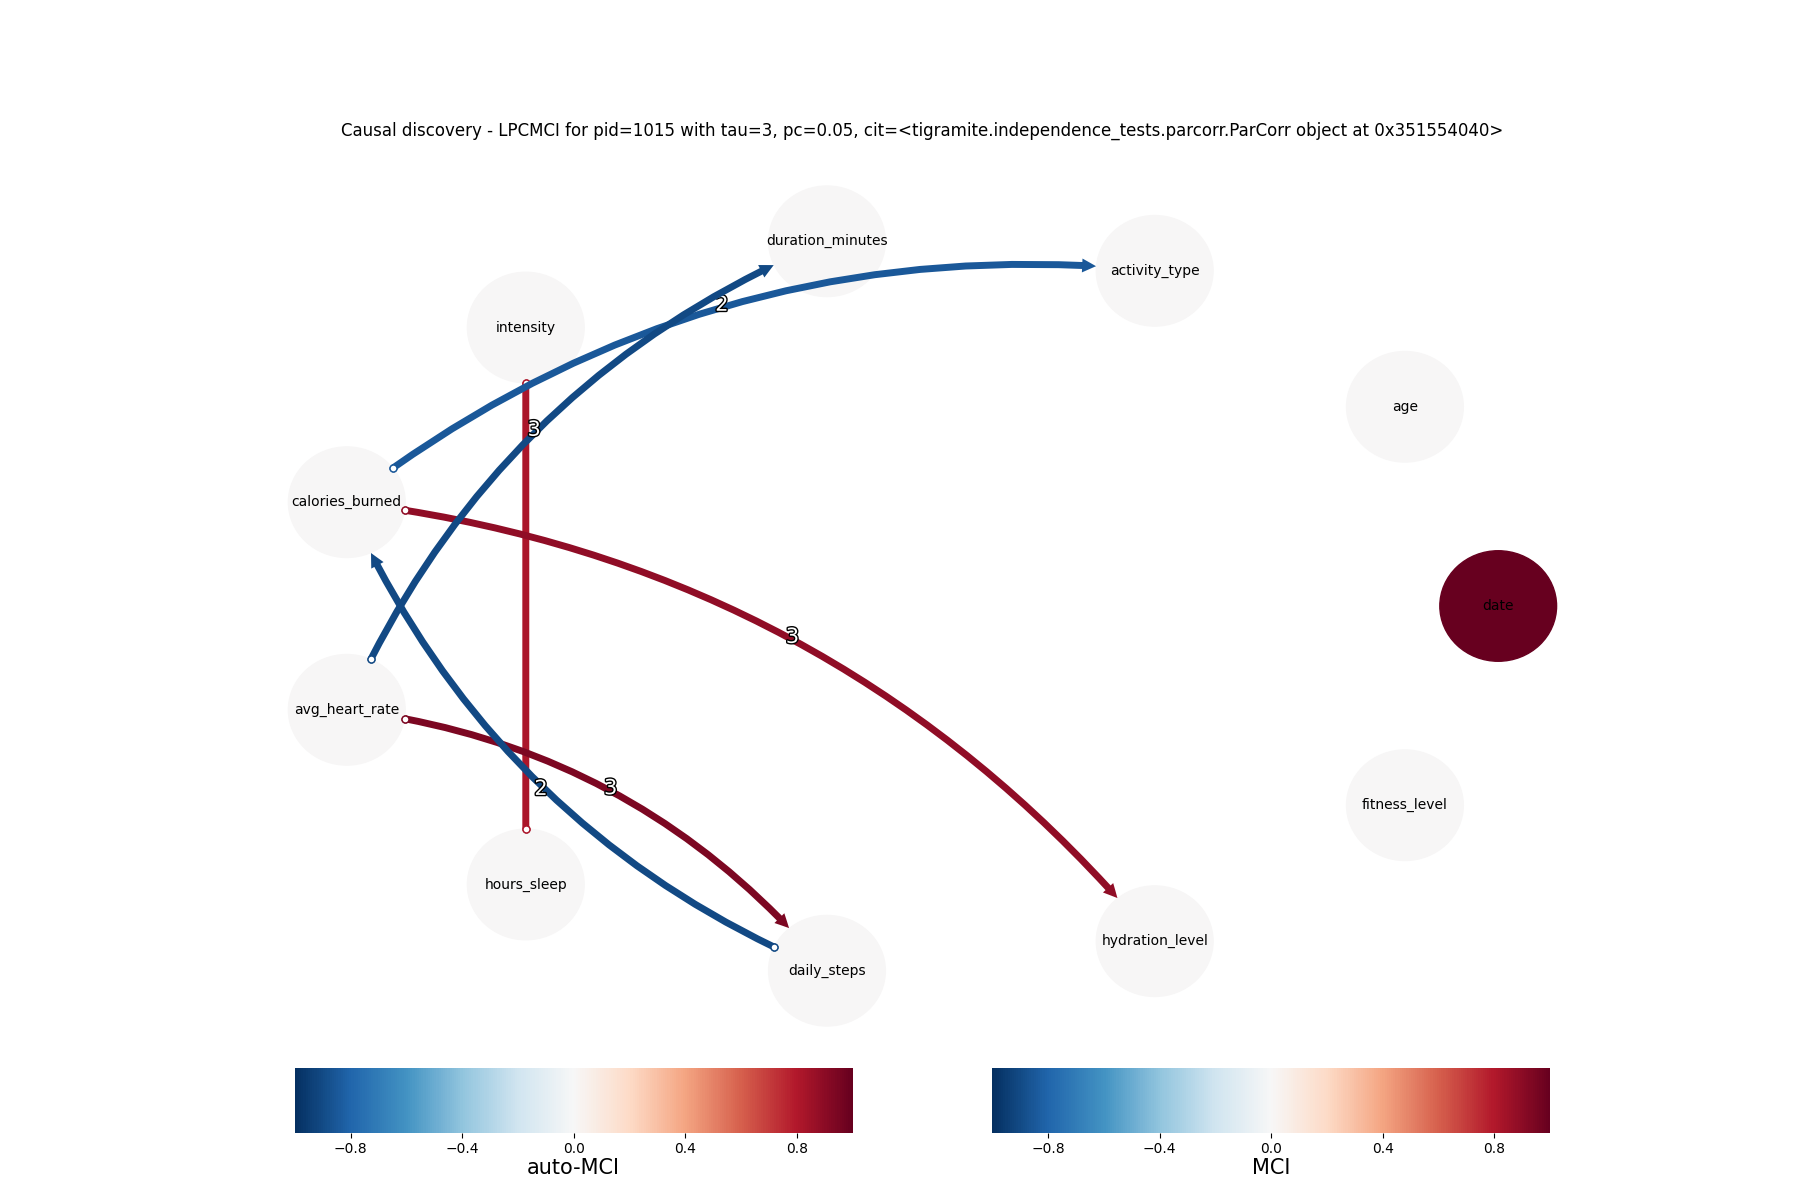 Causal discovery - LPCMCI for pid=1015 with tau=3, pc=0.05, cit=<tigramite.independence_tests.parcorr.ParCorr object at 0x351554040>
duration_minutes
activity_type
2
intensity
age
3
calories_burned
date
3
avg_heart_rate
2
3
fitness_level
hours_sleep
hydration_level
daily_steps
−0.8 −0.4 0.0 0.4 0.8
auto-MCI
−0.8 −0.4 0.0 0.4 0.8
MCI